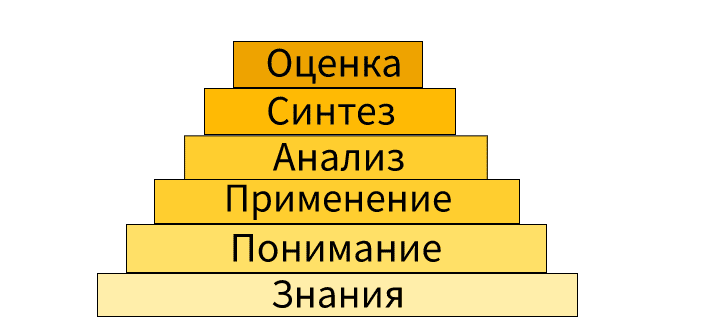 Оценка
Синтез
Анализ
Применение
Понимание
Знания